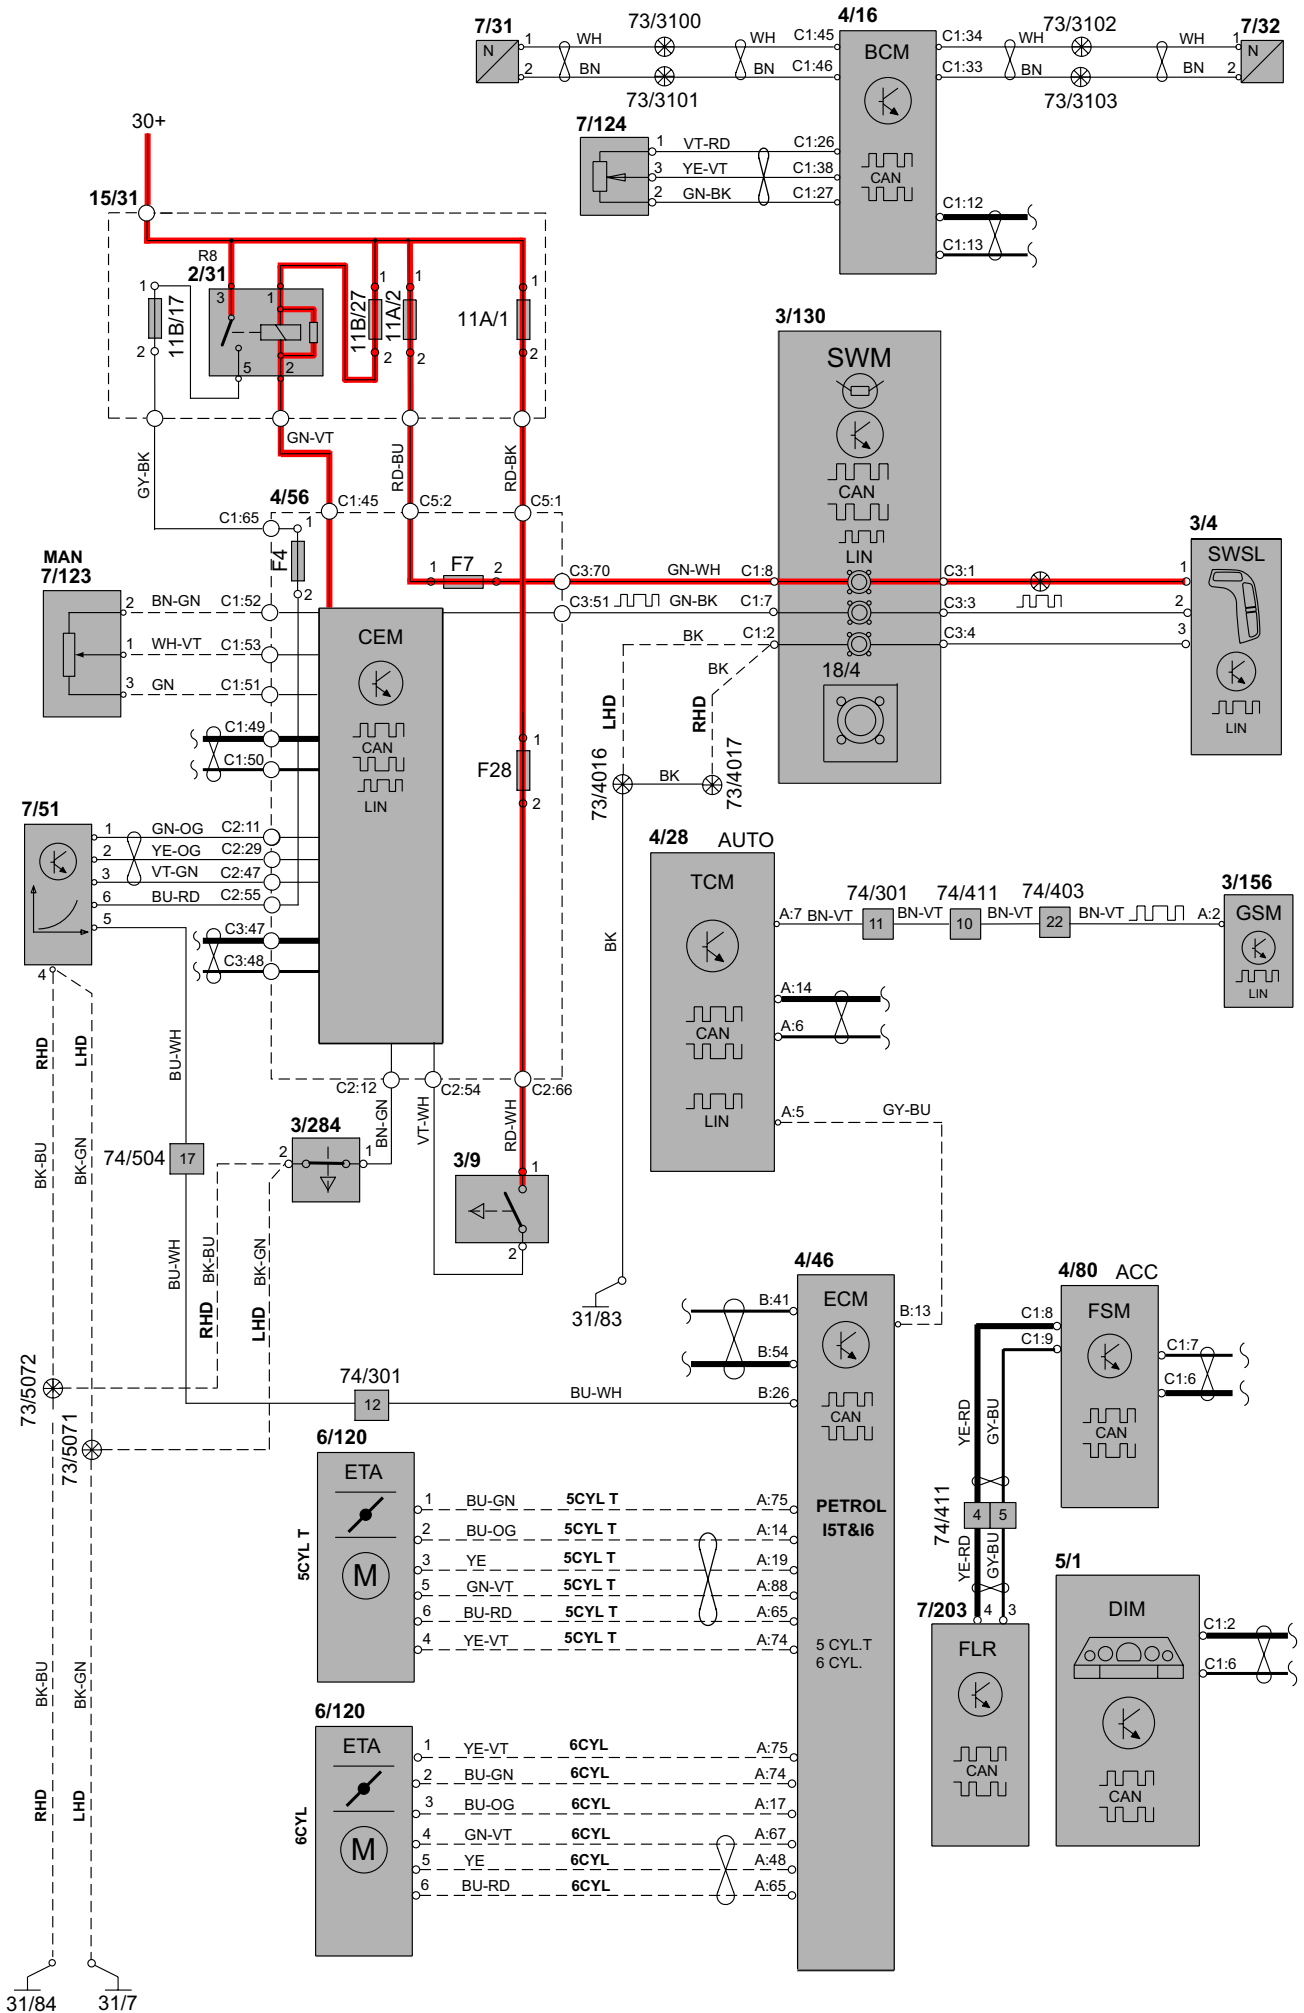 7/31
73/3100
4/16
73/3102
7/32
N
1
WH
WH
C1:45
BCM
C1:34
WH
WH
1
N
2
BN
BN
C1:46
C1:33
BN
BN
2
73/3101
73/3103
30+
7/124
1
VT-RD
C1:26
3
YE-VT
C1:38
CAN
2
GN-BK
C1:27
15/31
C1:12
C1:13
R8
2/31
1
3
1
1
1
1
11B/17
11B/27
11A/2
11A/1
2
5
2
2
2
2
3/130
SWM
GN-VT
GY-BK
RD-BU
RD-BK
CAN
4/56
C1:45
C5:2
C5:1
C1:65
1
LIN
3/4
MAN
7/123
F4
1
F7
2
C3:70
GN-WH
C1:8
C3:1
1
SWSL
2
2
BN-GN
C1:52
C3:51
GN-BK
C1:7
C3:3
2
CEM
BK
C1:2
C3:4
3
1
WH-VT
C1:53
BK
18/4
3
GN
C1:51
LHD
RHD
LIN
C1:49
CAN
1
C1:50
F28
BK
73/4016
73/4017
LIN
2
7/51
4/28
AUTO
1
GN-OG
C2:11
TCM
2
YE-OG
C2:29
3
VT-GN
C2:47
74/301
74/411
74/403
3/156
6
BU-RD
C2:55
A:7
BN-VT
11
BN-VT
10
BN-VT
22
BN-VT
A:2
GSM
5
C3:47
BK
C3:48
4
A:14
LIN
CAN
A:6
RHD
LHD
BU-WH
C2:12
C2:54
C2:66
A:5
GY-BU
LIN
BN-GN
VT-WH
RD-WH
3/284
74/504
17
2
1
BK-BU
BK-GN
3/9
1
2
BU-WH
BK-BU
BK-GN
4/46
4/80
ACC
RHD
LHD
31/83
B:41
ECM
B:13
C1:8
FSM
C1:9
C1:7
B:54
C1:6
73/5072
74/301
BU-WH
B:26
CAN
12
YE-RD
GY-BU
CAN
73/5071
6/120
ETA
1
BU-GN
5CYL T
A:75
PETROL
I5T&I6
74/411
4
5
2
BU-OG
5CYL T
A:14
5CYL T
M
3
YE
5CYL T
A:19
YE-RD
GY-BU
5/1
5
GN-VT
5CYL T
A:88
6
BU-RD
5CYL T
A:65
7/203
4
3
DIM
4
YE-VT
5CYL T
A:74
5 CYL.T
6 CYL.
FLR
C1:2
C1:6
BK-BU
BK-GN
6/120
ETA
1
YE-VT
6CYL
A:75
2
BU-GN
6CYL
A:74
CAN
CAN
3
BU-OG
6CYL
A:17
RHD
LHD
6CYL
M
4
GN-VT
6CYL
A:67
5
YE
6CYL
A:48
6
BU-RD
6CYL
A:65
31/84
31/7